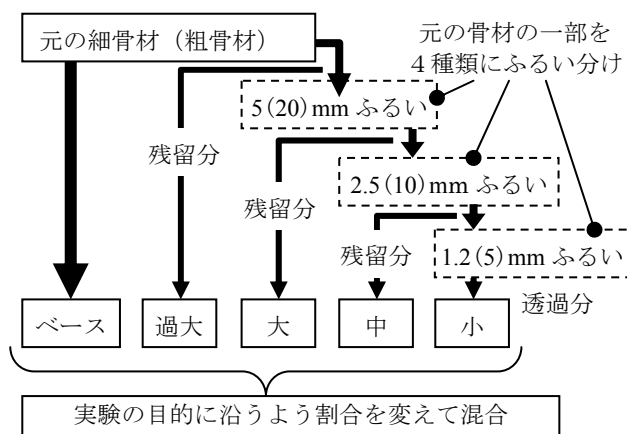 元の細骨材（粗骨材）
元の骨材の一部を
４種類にふるい分け
5(20)mm ふるい
残留分
2.5(10)mm ふるい
残留分
1.2(5)mm ふるい
残留分
透過分
ベース
過大
大
中
小
実験の目的に沿うよう割合を変えて混合